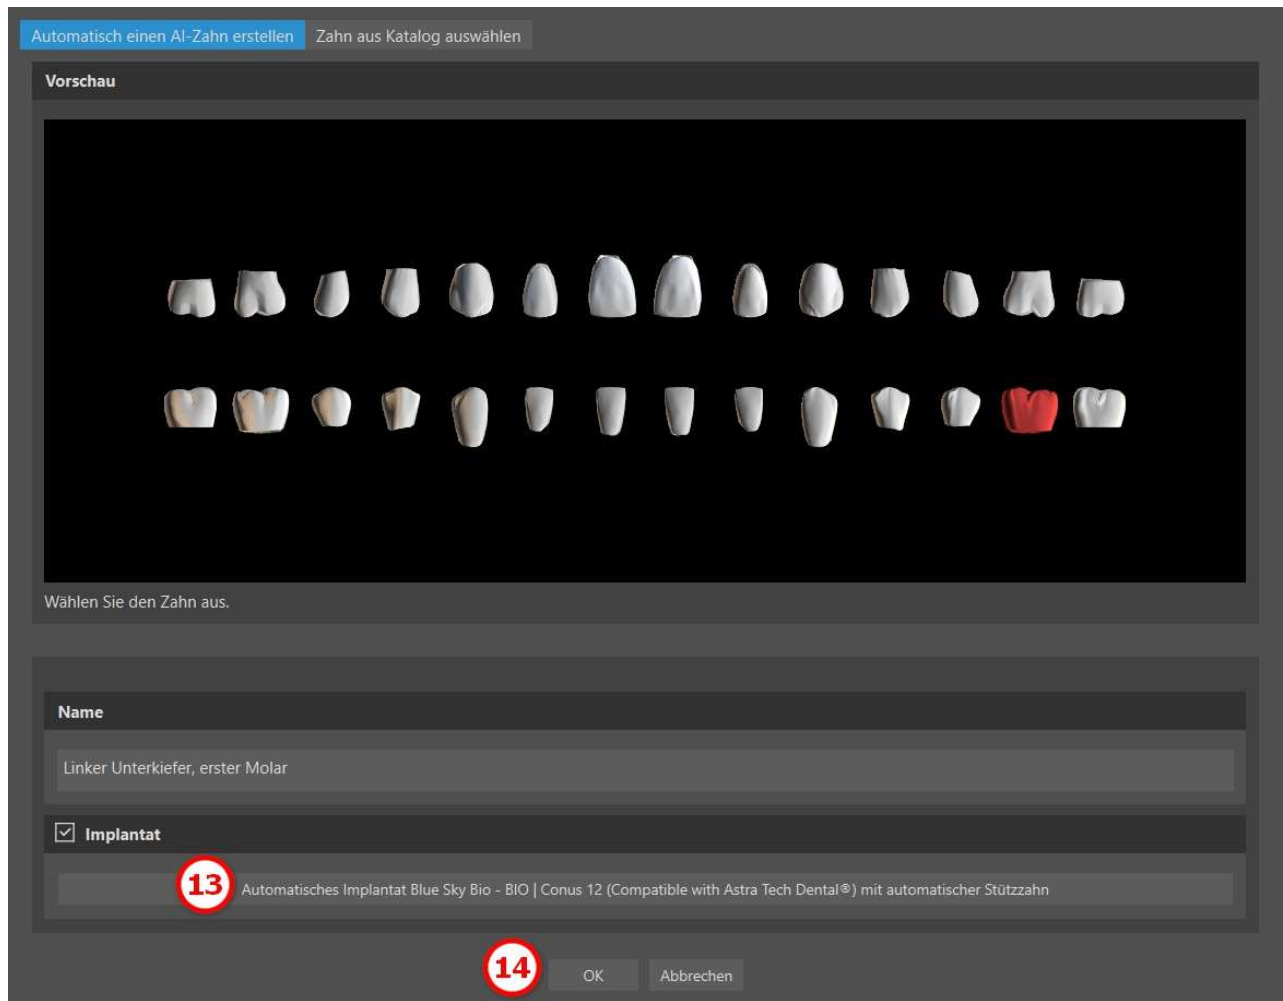 Automatisch einen AI-Zahn erstellen Zahn aus Katalog auswählen
Vorschau
Wählen Sie den Zahn aus.
Name
Linker Unterkiefer, erster Molar
Implantat
13 Automatisches Implantat Blue Sky Bio - BIO | Conus 12 (Compatible with Astra Tech Dental®) mit automatischer Stützzahn
14 OK Abbrechen